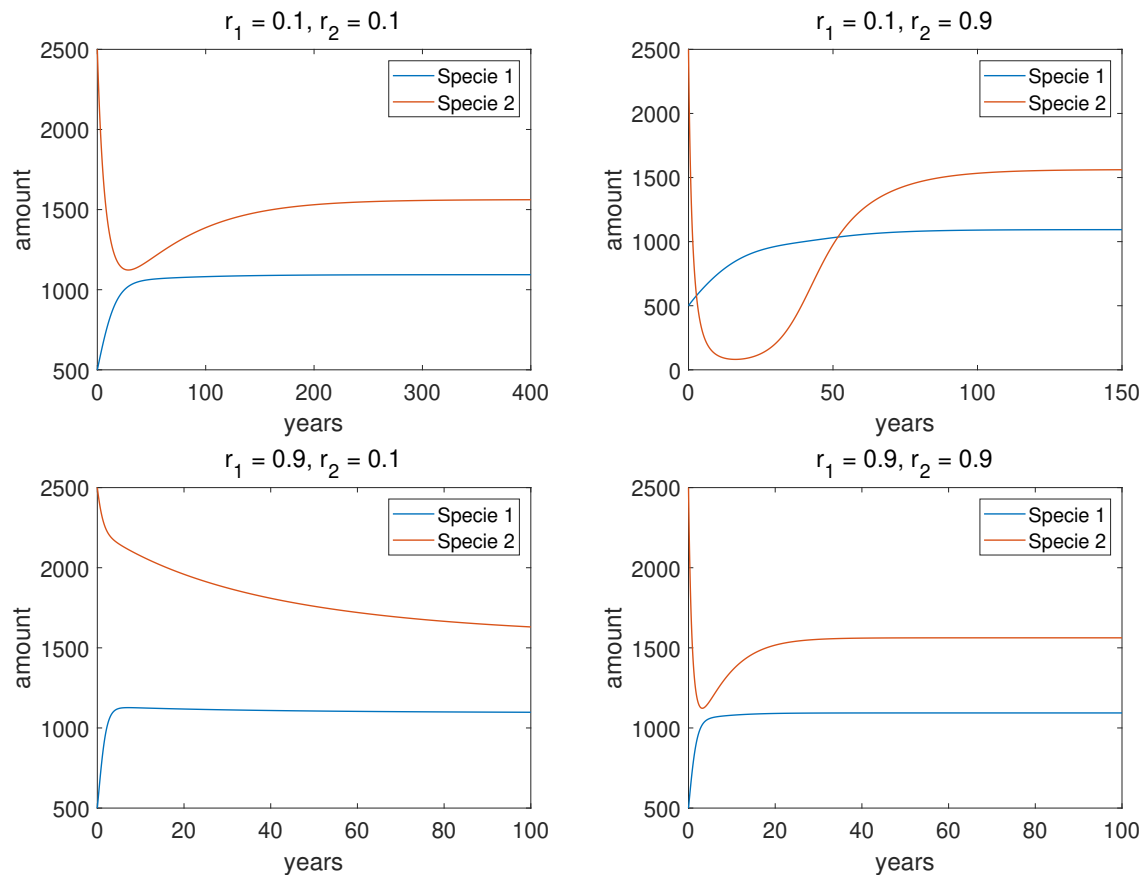 r1 = 0.1, r2 = 0.1
2500
2000
1500
1000
500
amount
0 100 200 300 400
years
Specie 1
Specie 2
r1 = 0.1, r2 = 0.9
2500
2000
1500
1000
500
0
amount
0 50 100 150
years
Specie 1
Specie 2
r1 = 0.9, r2 = 0.1
2500
2000
1500
1000
500
amount
0 20 40 60 80 100
years
Specie 1
Specie 2
r1 = 0.9, r2 = 0.9
2500
2000
1500
1000
500
amount
0 20 40 60 80 100
years
Specie 1
Specie 2